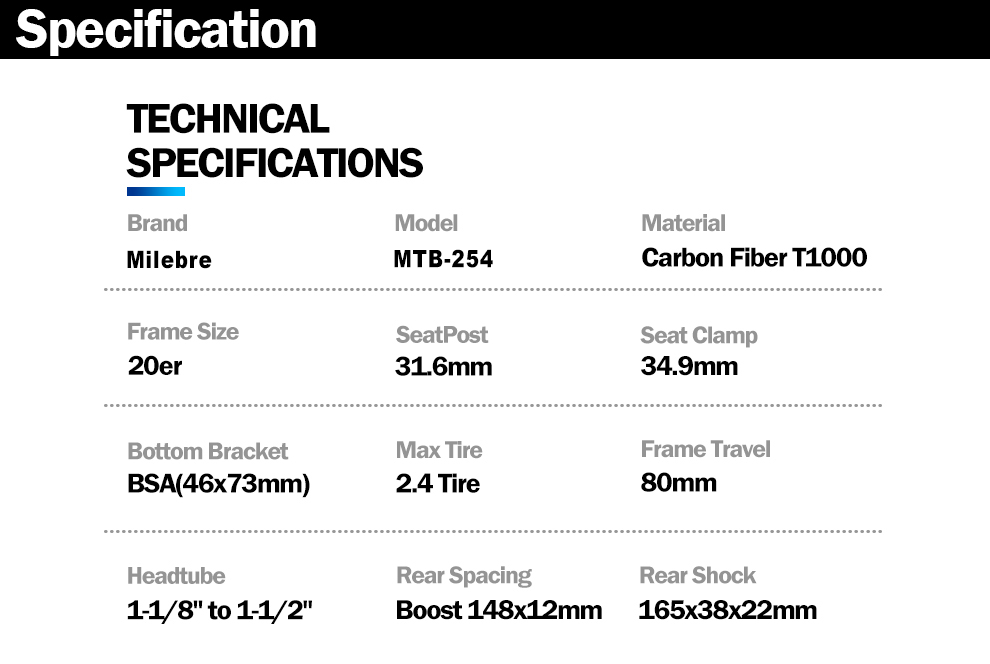 Specification
TECHNICAL
SPECIFICATIONS
Brand Model Material
Milebre MTB-254 Carbon Fiber T1000
Frame Size SeatPost Seat Clamp
20er 31.6mm 34.9mm
Bottom Bracket Max Tire Frame Travel
BSA(46x73mm) 2.4 Tire 80mm
Headtube Rear Spacing Rear Shock
1-1/8" to 1-1/2" Boost 148x12mm 165x38x22mm